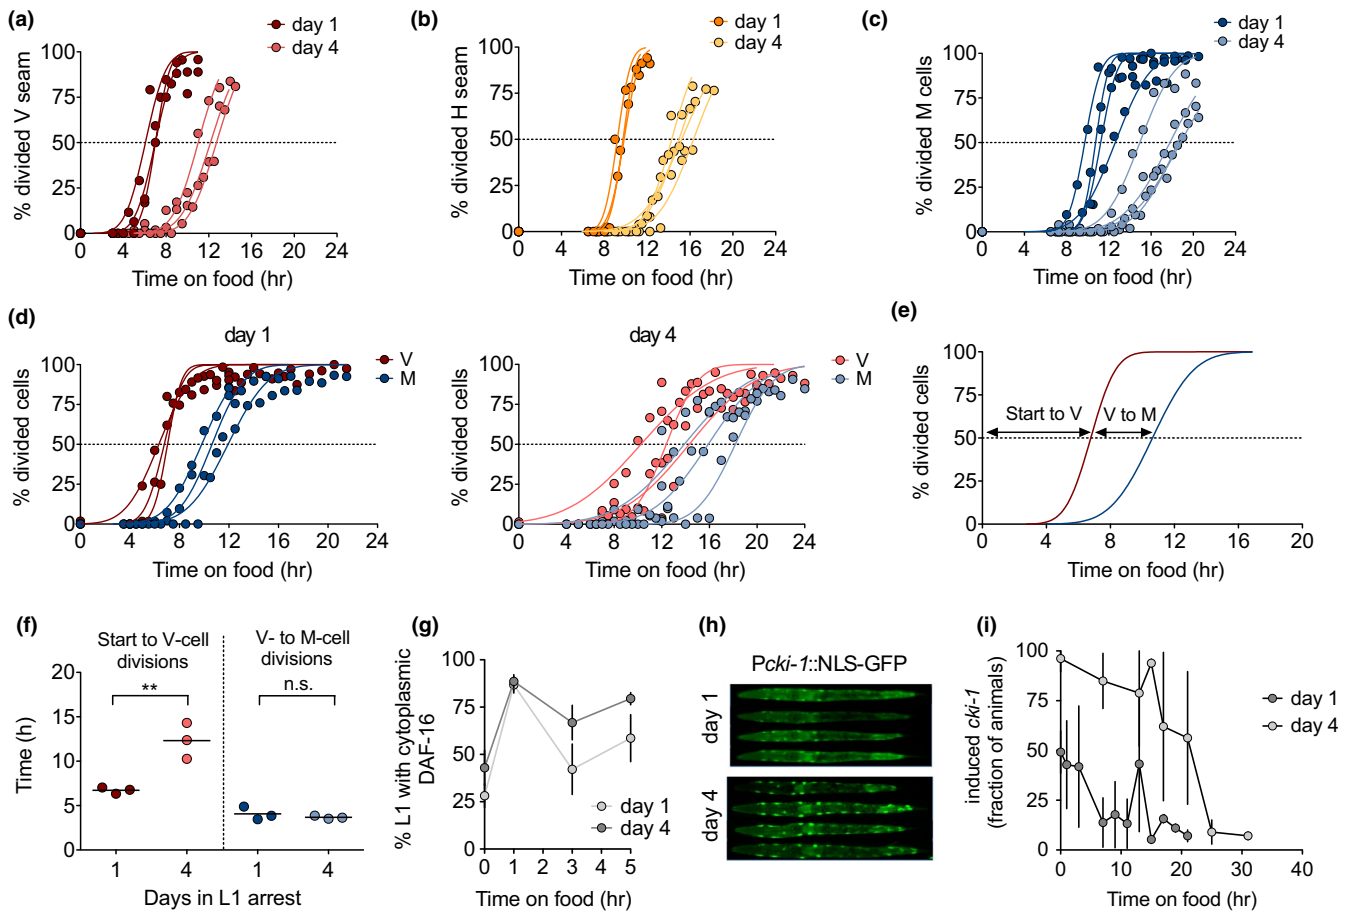 (a)
day 1
day 4
% divided V seam
100
75
50
25
0
0 4 8 12 16 20 24
Time on food (hr)
(b)
day 1
day 4
% divided H seam
100
75
50
25
0
0 4 8 12 16 20 24
Time on food (hr)
(c)
day 1
day 4
% divided M cells
100
75
50
25
0
0 4 8 12 16 20 24
Time on food (hr)
(d)
day 1
V
M
% divided cells
100
75
50
25
0
0 4 8 12 16 20 24
Time on food (hr)
day 4
V
M
% divided cells
100
75
50
25
0
0 4 8 12 16 20 24
Time on food (hr)
(e)
% divided cells
100
75
50
25
0
Start to V
V to M
0 4 8 12 16 20
Time on food (hr)
(f)
Start to V-cell
divisions
V- to M-cell
divisions
**
n.s.
Time (h)
20
15
10
5
0
1 4 1 4
Days in L1 arrest
(g)
% L1 with cytoplasmic
DAF-16
100
75
50
25
0
day 1
day 4
0 1 2 3 4 5
Time on food (hr)
(h)
Pcki-1::NLS-GFP
day 1
day 4
(i)
induced cki-1
(fraction of animals)
100
75
50
25
0
day 1
day 4
0 10 20 30 40
Time on food (hr)